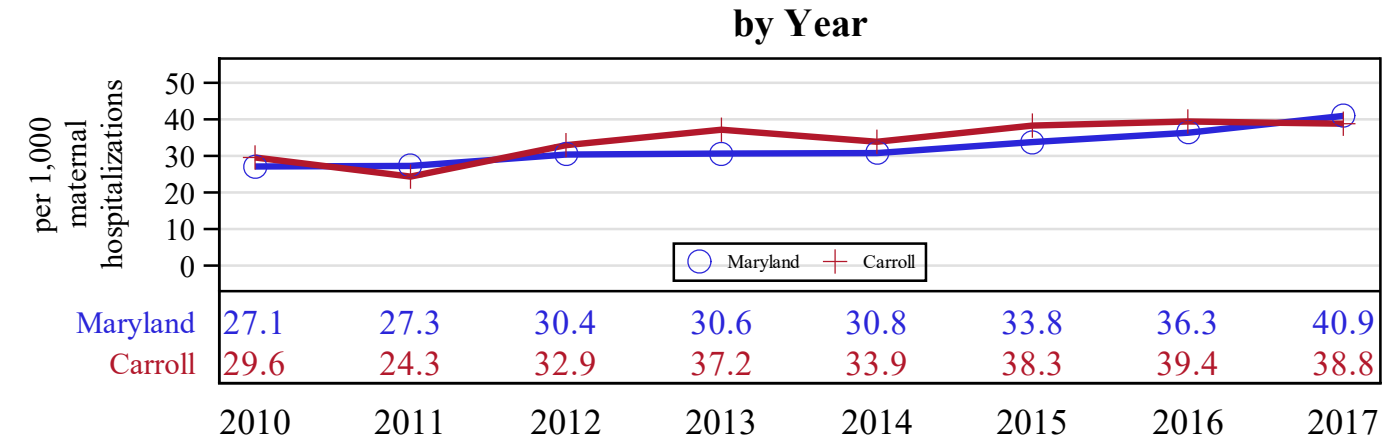 by Year
per 1,000
maternal
hospitalizations
50
40
30
20
10
0
Maryland Carroll
Maryland 27.1 27.3 30.4 30.6 30.8 33.8 36.3 40.9
Carroll 29.6 24.3 32.9 37.2 33.9 38.3 39.4 38.8
2010 2011 2012 2013 2014 2015 2016 2017